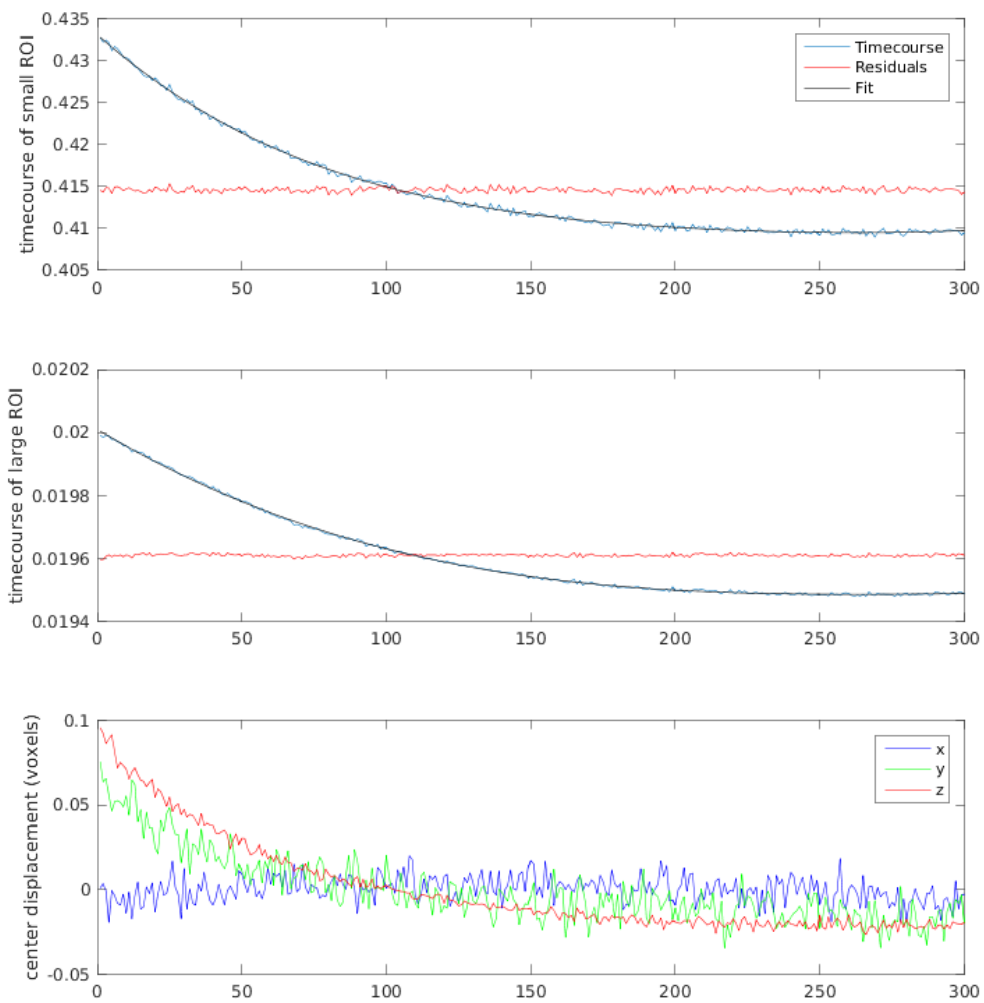 timecourse of small ROI
0.435
0.43
0.425
0.42
0.415
0.41
0.405
0 50 100 150 200 250 300
Timecourse
Residuals
Fit
timecourse of large ROI
0.0202
0.02
0.0198
0.0196
0.0194
0 50 100 150 200 250 300
center displacement (voxels)
0.1
0.05
0
-0.05
0 50 100 150 200 250 300
x
y
z